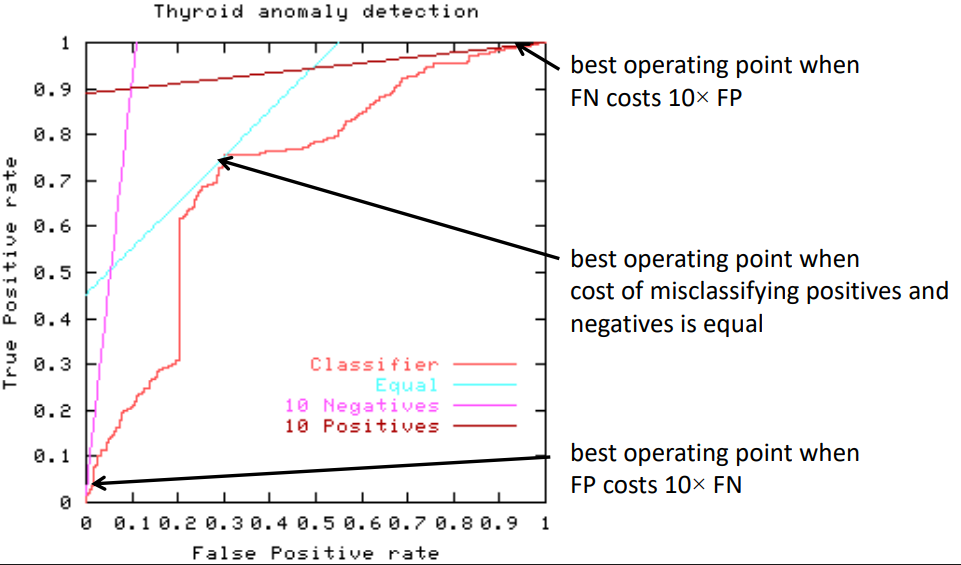 Thyroid anomaly detection
True Positive rate
1
0.9
0.8
0.7
0.6
0.5
0.4
0.3
0.2
0.1
0
Classifier
Equal
10 Negatives
10 Positives
0 0.1 0.2 0.3 0.4 0.5 0.6 0.7 0.8 0.9 1
False Positive rate
best operating point when
FN costs 10× FP
best operating point when
cost of misclassifying positives and
negatives is equal
best operating point when
FP costs 10× FN